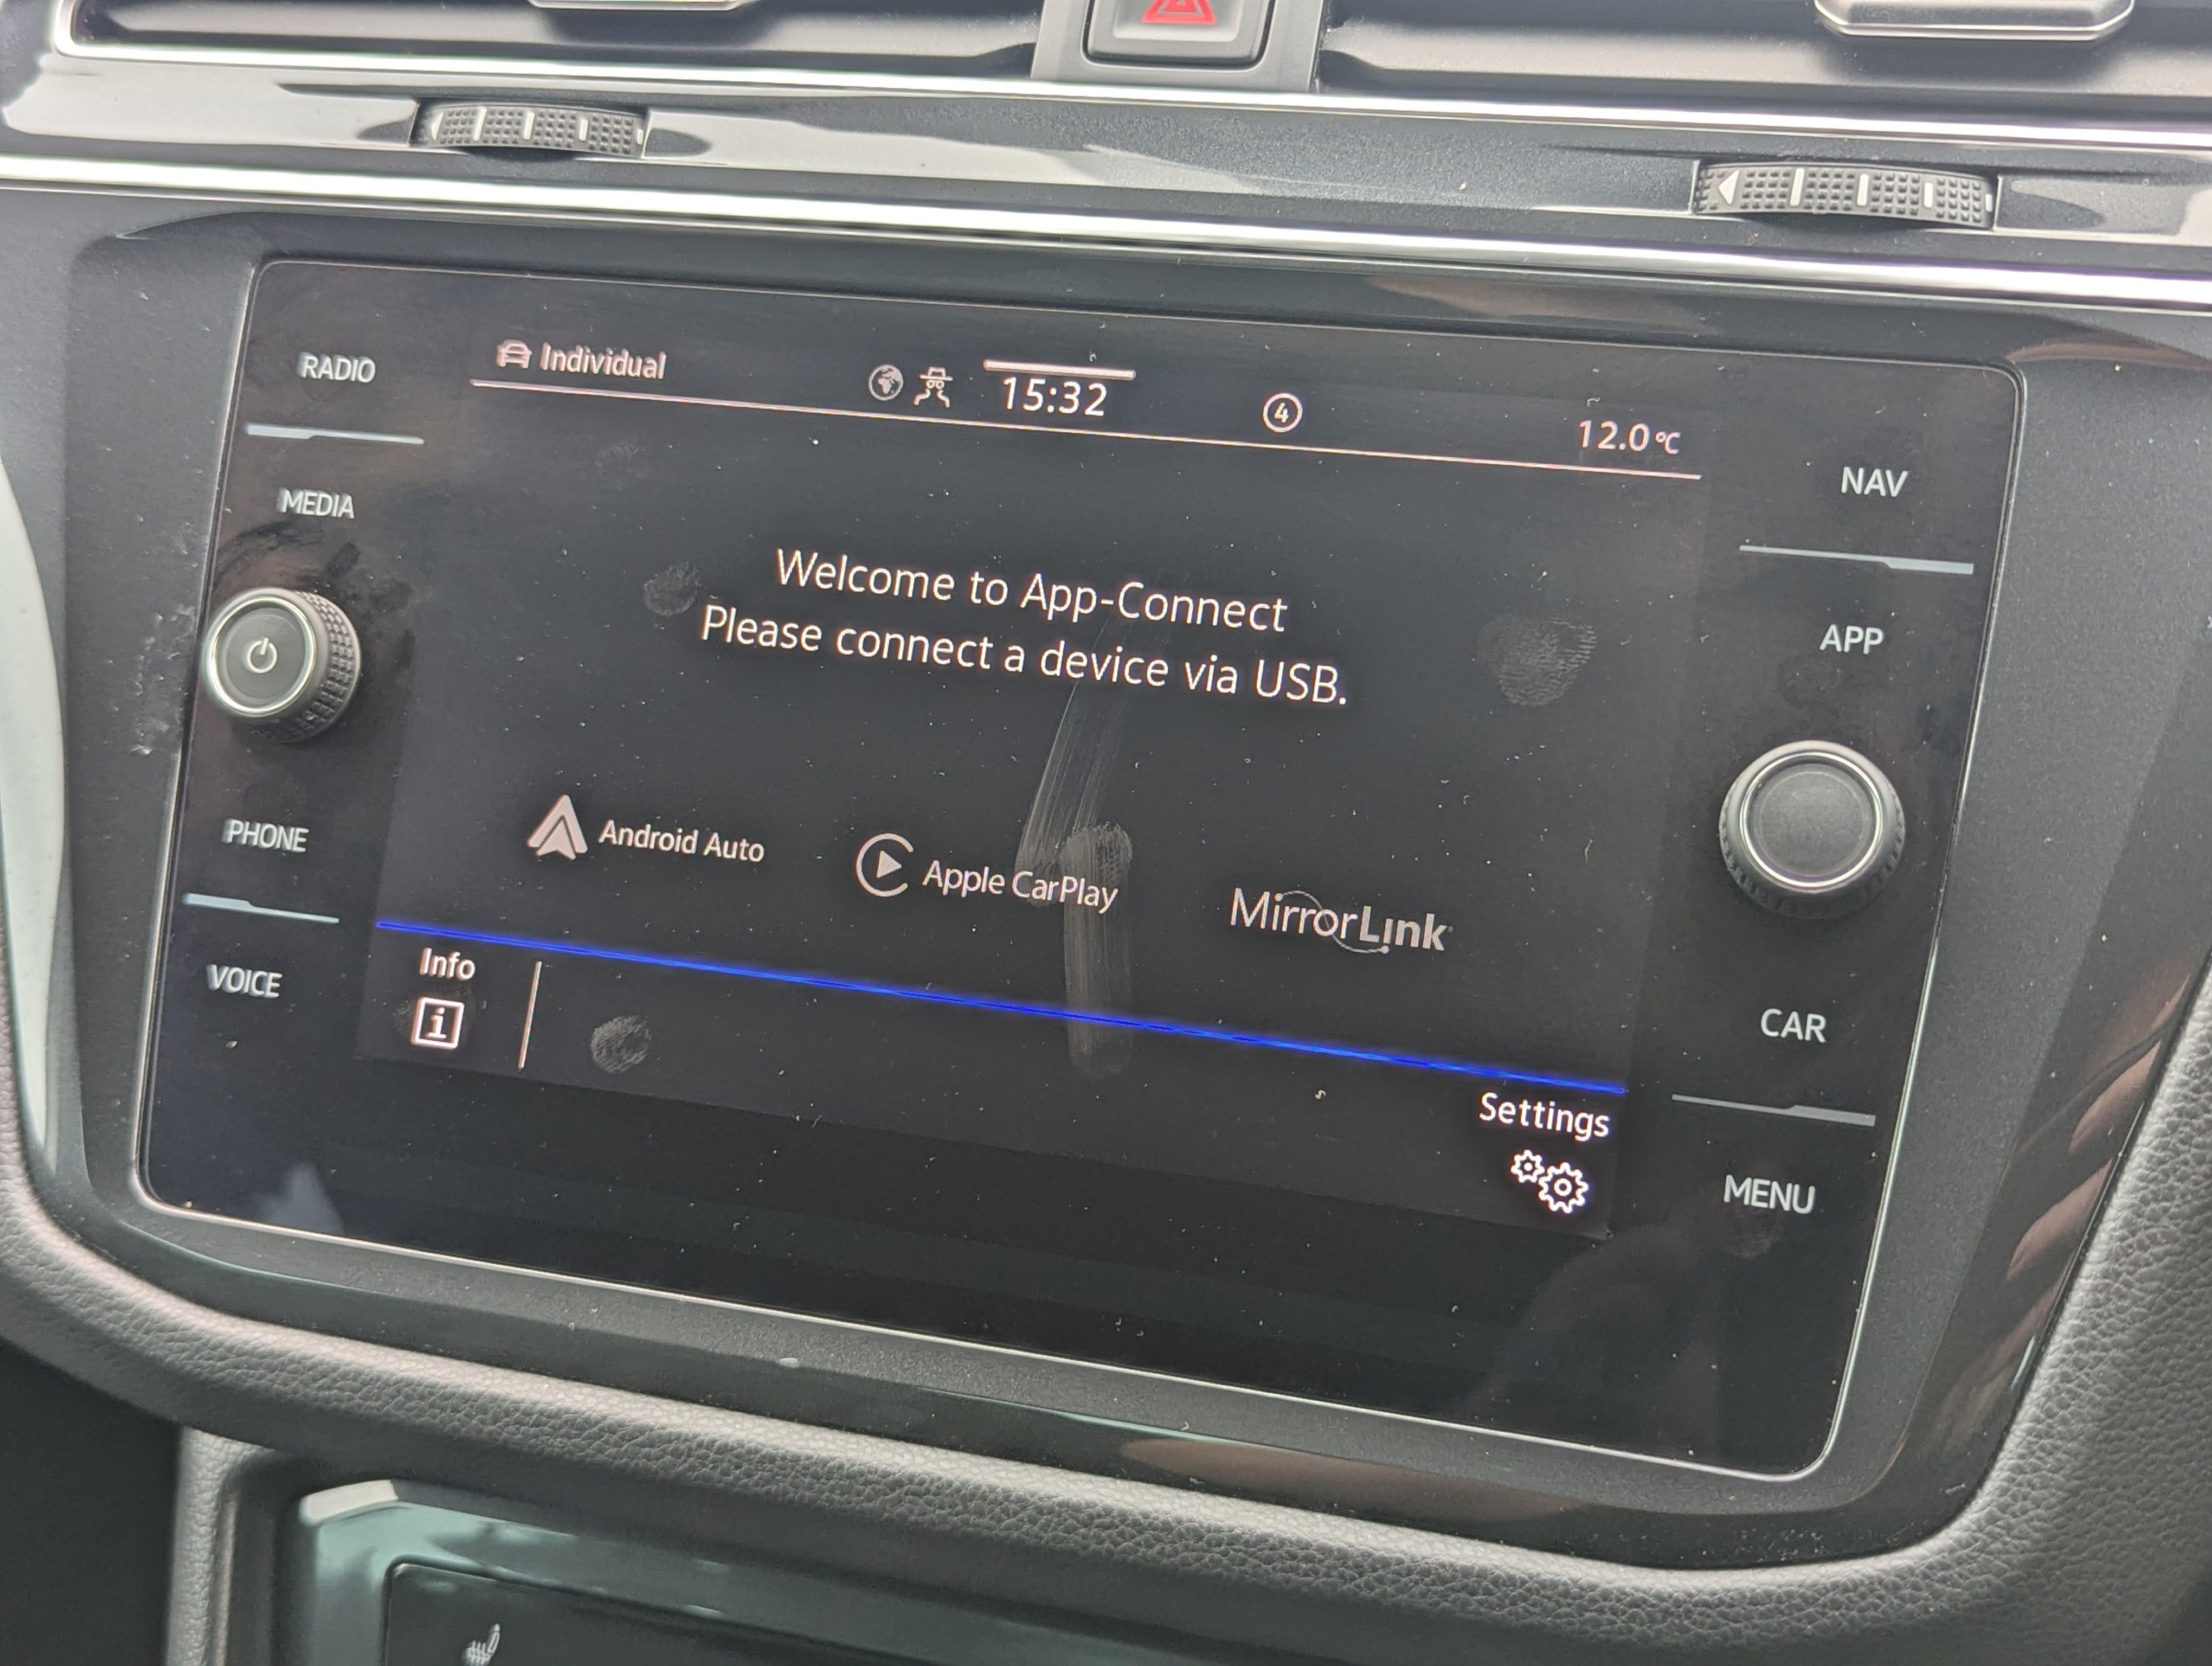 RADIO
MEDIA
PHONE
VOICE
Individual
15:32
4
12.0°C
Welcome to App-Connect
Please connect a device via USB.
Android Auto
Apple CarPlay
MirrorLink
Info
i
Settings
NAV
APP
CAR
MENU